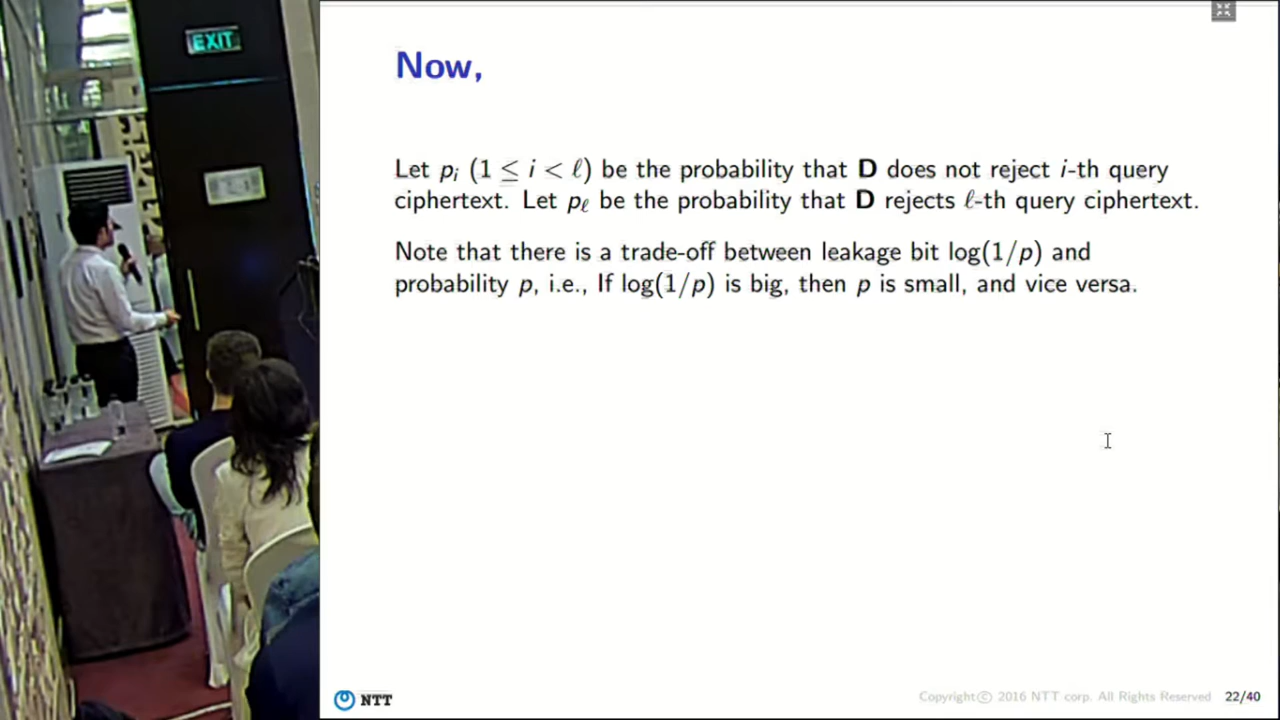 EXIT
Now,
Let pᵢ (1 ≤ i < ℓ) be the probability that D does not reject i-th query
ciphertext. Let pℓ be the probability that D rejects ℓ-th query ciphertext.
Note that there is a trade-off between leakage bit log(1/p) and
probability p, i.e., If log(1/p) is big, then p is small, and vice versa.
NTT
Copyright© 2016 NTT corp. All Rights Reserved 22/40